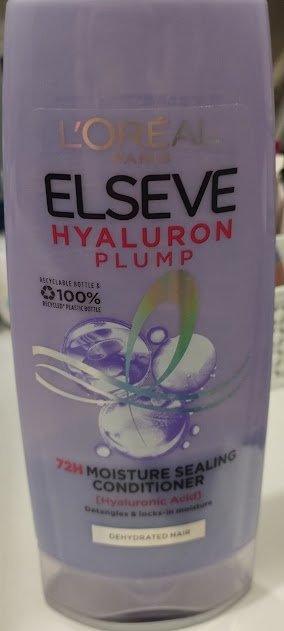 L'ORÉAL
PARIS
ELSEVE
HYALURON
PLUMP
RECYCLABLE BOTTLE &
100%
RECYCLED* PLASTIC BOTTLE
72H MOISTURE SEALING
CONDITIONER
[Hyaluronic Acid]
Detangles & locks-in moisture
DEHYDRATED HAIR